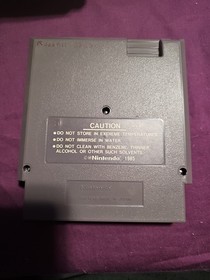 CAUTION
● DO NOT STORE IN EXTREME TEMPERATURES.
● DO NOT IMMERSE IN WATER.
● DO NOT CLEAN WITH BENZENE, THINNER,
ALCOHOL OR OTHER SUCH SOLVENTS.
Nintendo 1985